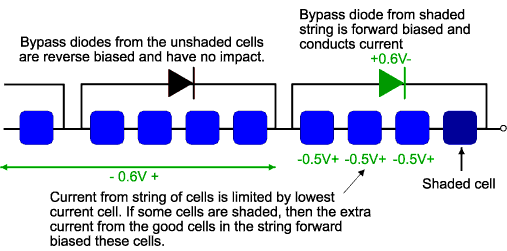 Bypass diode from shaded
string is forward biased and
conducts current
Bypass diodes from the unshaded cells
are reverse biased and have no impact.
+0.6V-
-0.5V+ -0.5V+ -0.5V+
- 0.6V +
Shaded cell
Current from string of cells is limited by lowest
current cell. If some cells are shaded, then the extra
current from the good cells in the string forward
biased these cells.